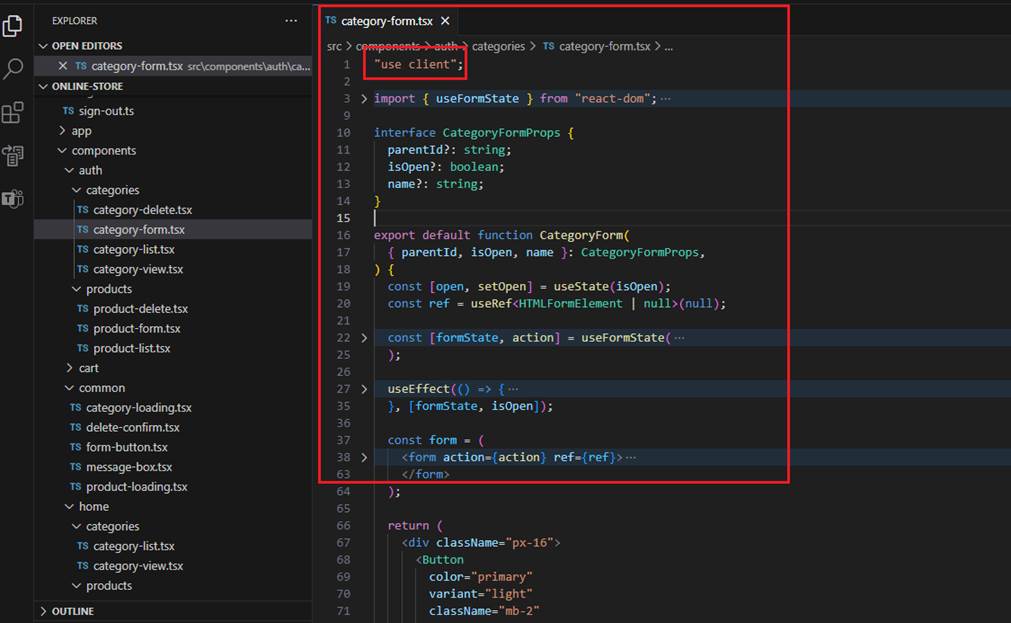 EXPLORER
...
OPEN EDITORS
TS category-form.tsx src\components\auth\ca...
ONLINE-STORE
TS sign-out.ts
app
components
auth
categories
TS category-delete.tsx
TS category-form.tsx
TS category-list.tsx
TS category-view.tsx
products
TS product-delete.tsx
TS product-form.tsx
TS product-list.tsx
cart
common
TS category-loading.tsx
TS delete-confirm.tsx
TS form-button.tsx
TS message-box.tsx
TS product-loading.tsx
home
categories
TS category-list.tsx
TS category-view.tsx
products
OUTLINE
TS category-form.tsx
src > components > auth > categories > TS category-form.tsx > ...
1 "use client";
2
3 import { useFormState } from "react-dom"; ...
9
10 interface CategoryFormProps {
11 parentId?: string;
12 isOpen?: boolean;
13 name?: string;
14 }
15
16 export default function CategoryForm(
17 { parentId, isOpen, name }: CategoryFormProps,
18 ) {
19 const [open, setOpen] = useState(isOpen);
20 const ref = useRef<HTMLFormElement | null>(null);
21
22 const [formState, action] = useFormState( ...
25 );
26
27 useEffect(() => { ...
35 }, [formState, isOpen]);
36
37 const form = (
38 <form action={action} ref={ref}> ...
63 </form>
64 );
65
66 return (
67 <div className="px-16">
68 <Button
69 color="primary"
70 variant="light"
71 className="mb-2"